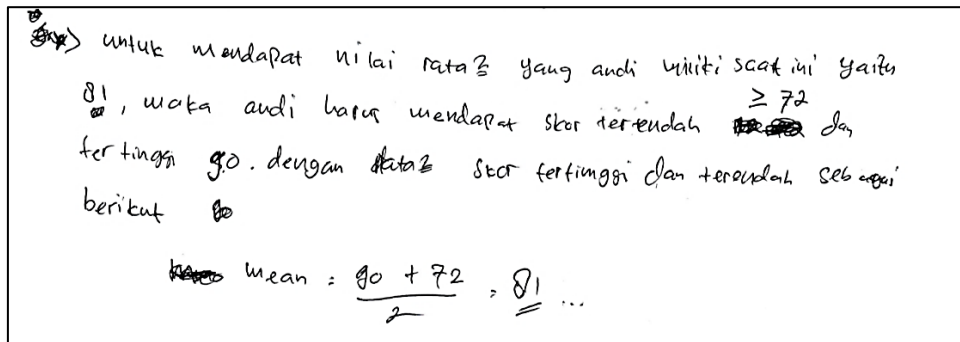 untuk mendapat nilai rata2 yang andi miliki saat ini yaitu
81, maka andi harus mendapat skor terendah ≥ 72 dan
tertinggi 90. dengan rata2 skor tertinggi dan terendah sebagai
berikut
mean = 90 + 72 / 2 = 81 ...